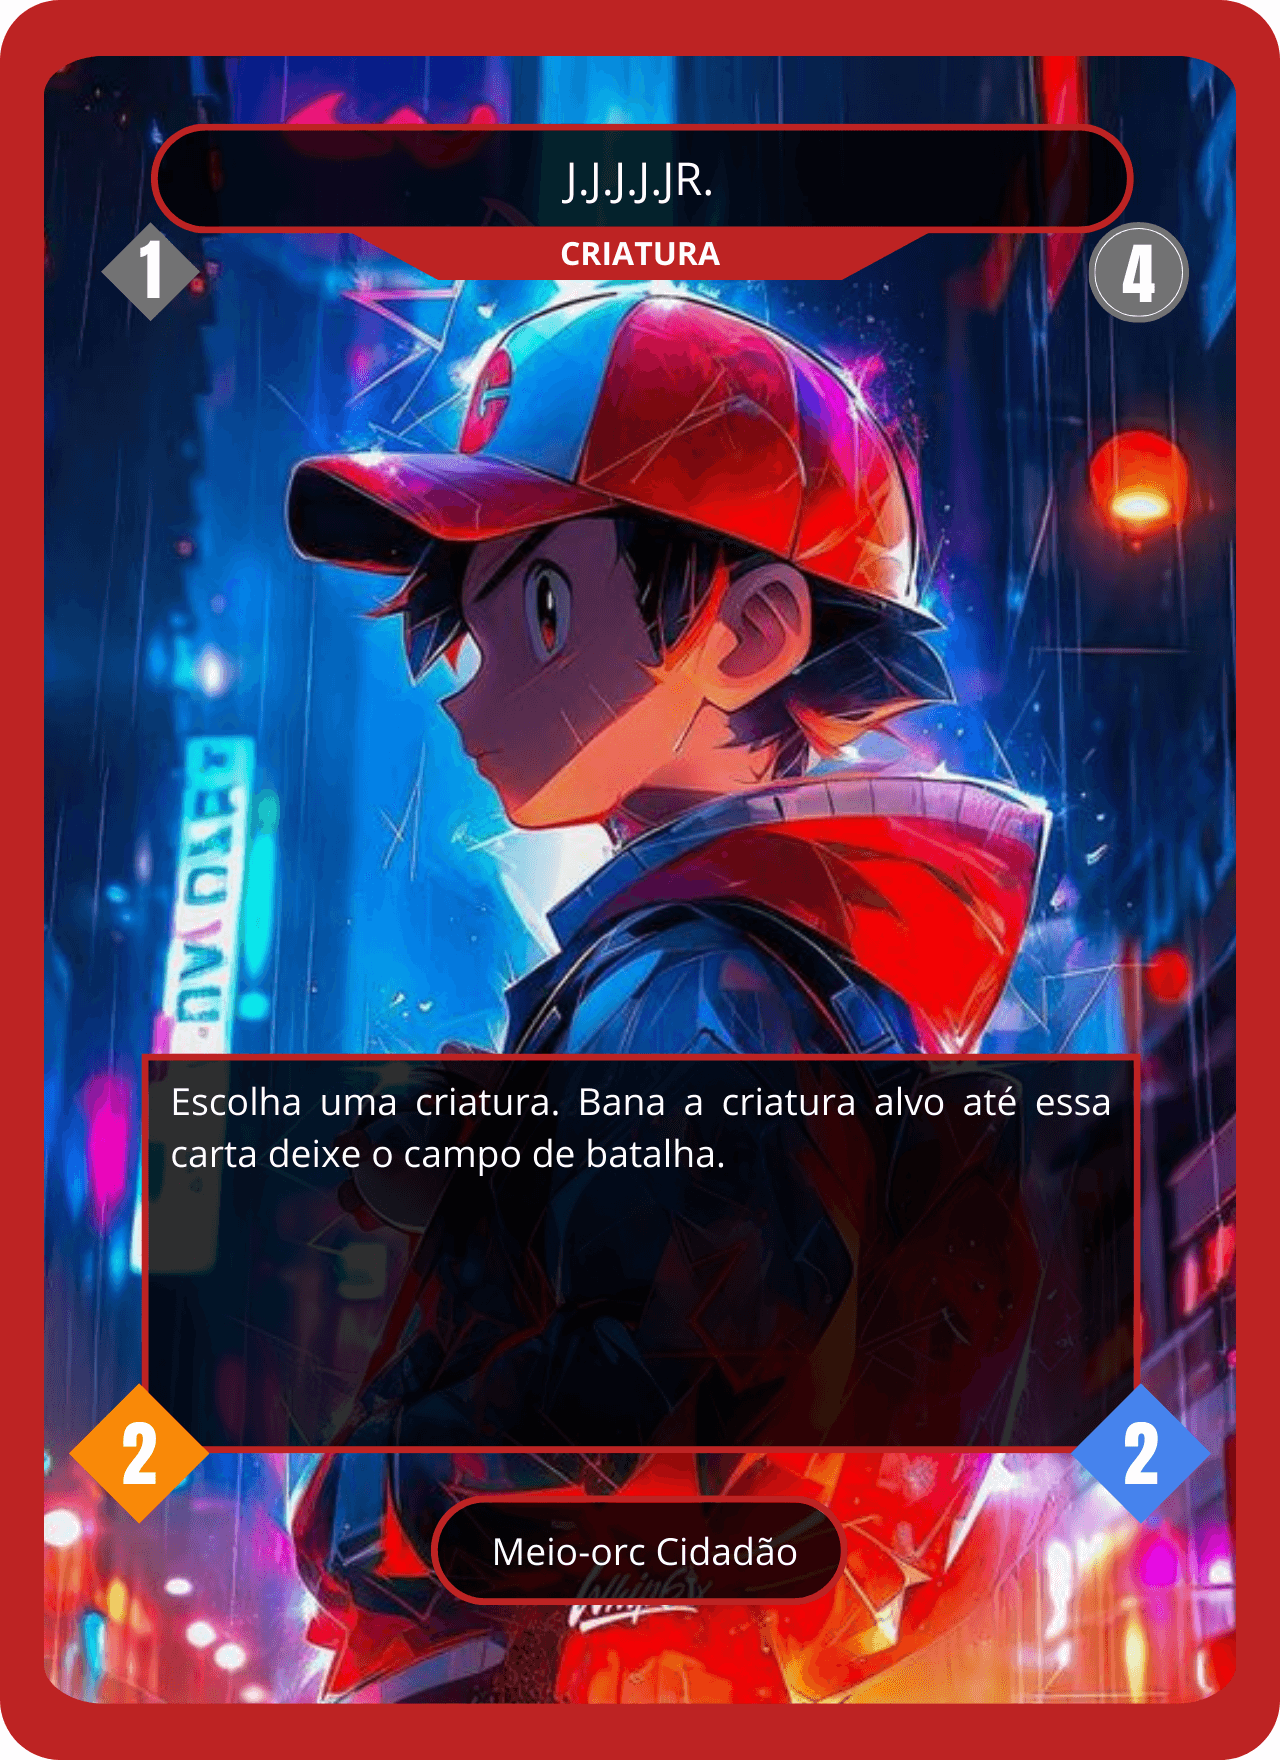 J.J.J.J.JR.
CRIATURA
1
4
Escolha uma criatura. Bana a criatura alvo até essa
carta deixe o campo de batalha.
2
2
Meio-orc Cidadão